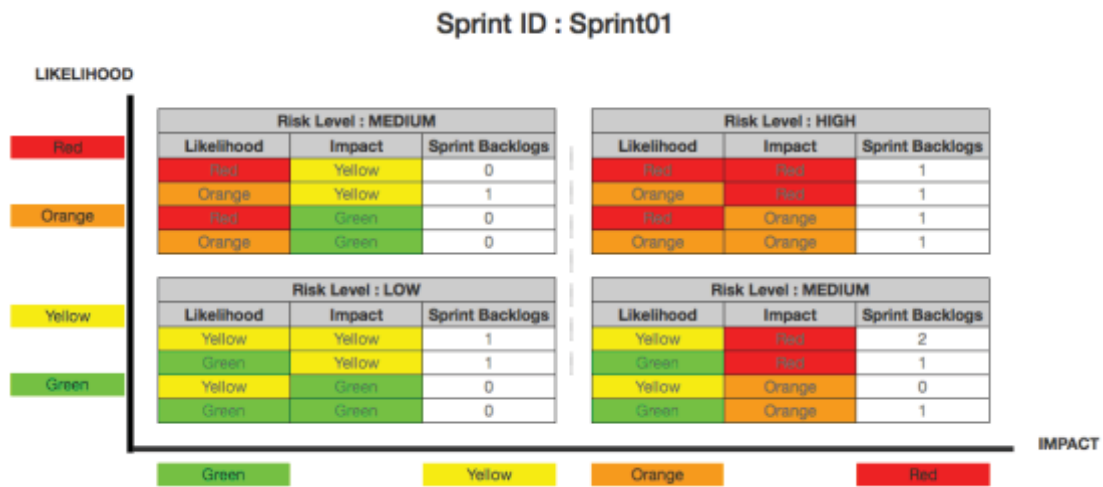 Sprint ID : Sprint01
LIKELIHOOD
Risk Level : MEDIUM
Likelihood Impact Sprint Backlogs
Red Yellow 0
Orange Yellow 1
Red Green 0
Orange Green 0
Risk Level : HIGH
Likelihood Impact Sprint Backlogs
Red Red 1
Orange Red 1
Red Orange 1
Orange Orange 1
Red
Orange
Risk Level : LOW
Likelihood Impact Sprint Backlogs
Yellow Yellow 1
Green Yellow 1
Yellow Green 0
Green Green 0
Risk Level : MEDIUM
Likelihood Impact Sprint Backlogs
Yellow Red 2
Green Red 1
Yellow Orange 0
Green Orange 1
Yellow
Green
IMPACT
Green Yellow Orange Red